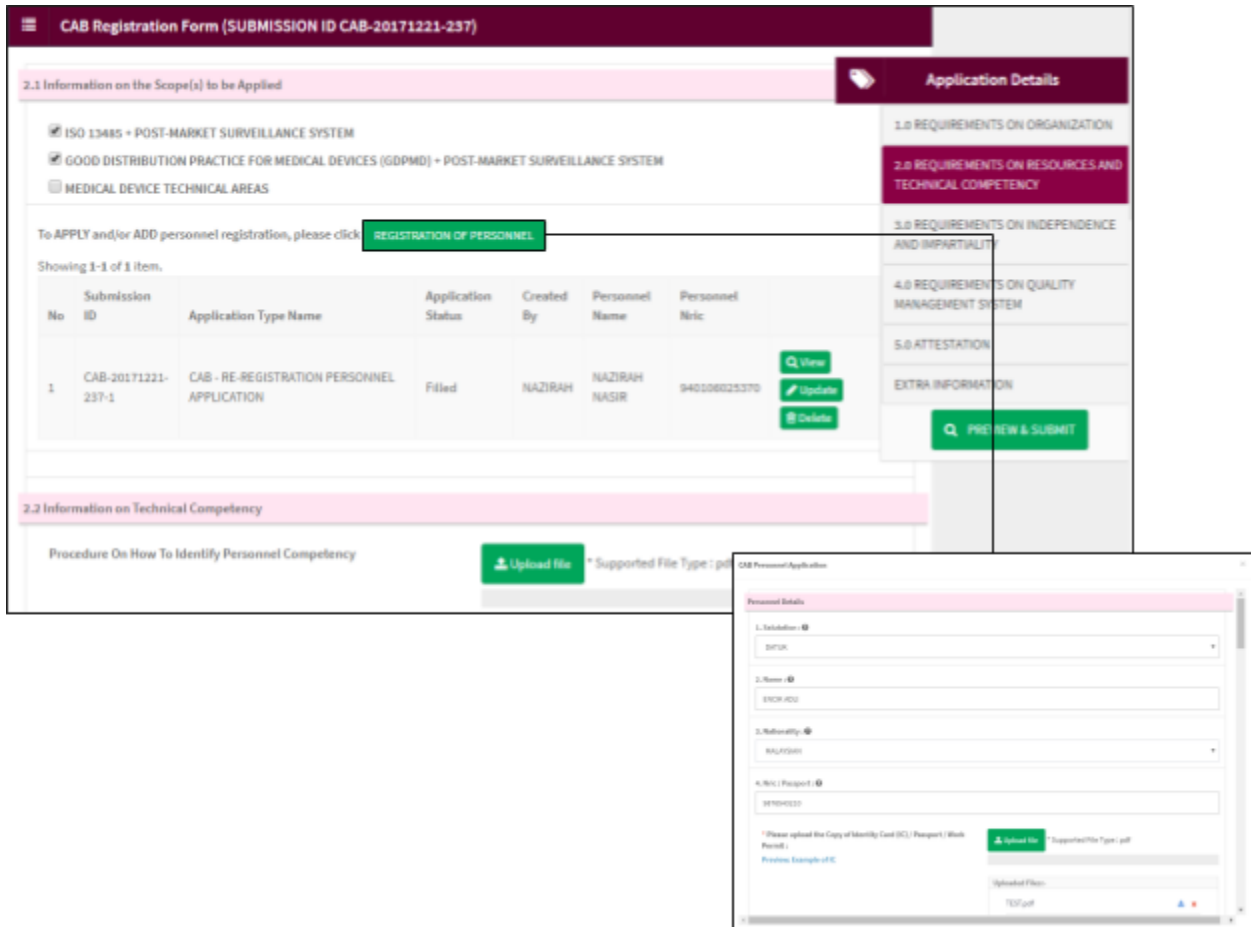 CAB Registration Form (SUBMISSION ID CAB-20171221-237)
2.1 Information on the Scope(s) to be Applied
ISO 13485 + POST-MARKET SURVEILLANCE SYSTEM
GOOD DISTRIBUTION PRACTICE FOR MEDICAL DEVICES (GDPMD) + POST-MARKET SURVEILLANCE SYSTEM
MEDICAL DEVICE TECHNICAL AREAS
To APPLY and/or ADD personnel registration, please click REGISTRATION OF PERSONNEL
Showing 1-1 of 1 item.
No Submission ID Application Type Name Application Status Created By Personnel Name Personnel Nric
1 CAB-20171221-237-1 CAB - RE-REGISTRATION PERSONNEL APPLICATION Filled NAZIRAH NAZIRAH NASIR 940108025370
View
Update
Delete
2.2 Information on Technical Competency
Procedure On How To Identify Personnel Competency
Upload file * Supported File Type : pdf
Application Details
1.0 REQUIREMENTS ON ORGANIZATION
2.0 REQUIREMENTS ON RESOURCES AND
TECHNICAL COMPETENCY
3.0 REQUIREMENTS ON INDEPENDENCE
AND IMPARTIALITY
4.0 REQUIREMENTS ON QUALITY
MANAGEMENT SYSTEM
5.0 ATTESTATION
EXTRA INFORMATION
PREVIEW & SUBMIT
CAB Personnel Application
Personnel Details
1. Salutation :
DATUK
2. Name :
3. Nationality :
MALAYSIAN
4. Nric / Passport :
* Please upload the Copy of Identity Card (IC) / Passport / Work
Permit :
Preview Example of IC
Upload file * Supported File Type : pdf
Uploaded Files:-
TEST.pdf